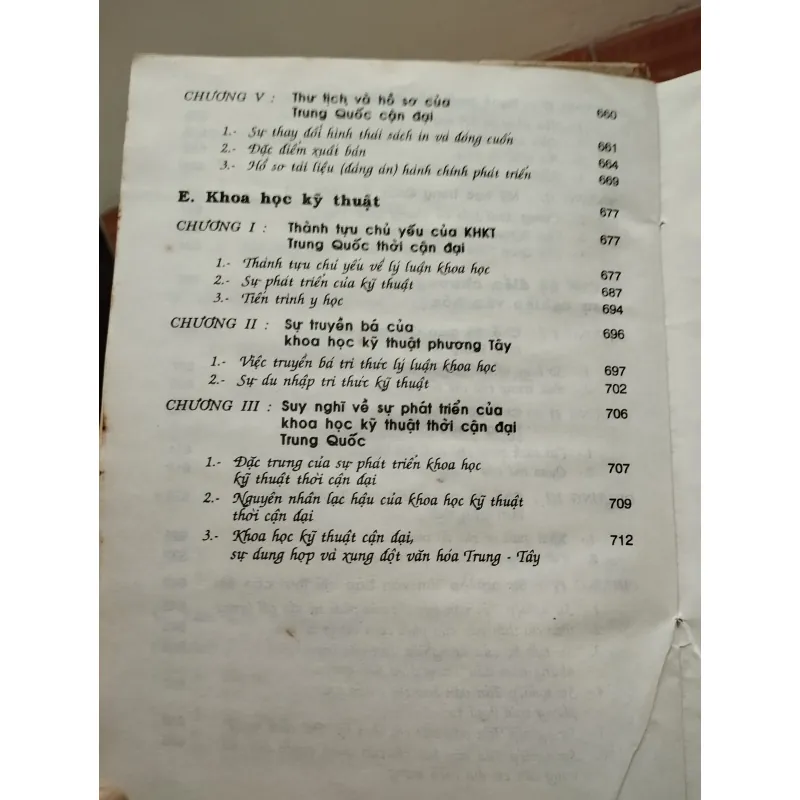 CHƯƠNG V : Thư tịch và hồ sơ của
Trung Quốc cận đại 660
1.- Sự thay đổi hình thái sách in và đóng cuốn 661
2.- Đặc điểm xuất bản 664
3.- Hồ sơ tài liệu (đảng án) hành chính phát triển 669
E. Khoa học kỹ thuật 677
CHƯƠNG I : Thành tựu chủ yếu của KHKT 677
Trung Quốc thời cận đại
1.- Thành tựu chủ yếu về lý luận khoa học 677
2.- Sự phát triển của kỹ thuật 687
3.- Tiến trình y học 694
CHƯƠNG II : Sự truyền bá của 696
khoa học kỹ thuật phương Tây
1.- Việc truyền bá tri thức lý luận khoa học 697
2.- Sự du nhập tri thức kỹ thuật 702
CHƯƠNG III : Suy nghĩ về sự phát triển của 706
khoa học kỹ thuật thời cận đại
Trung Quốc
1.- Đặc trưng của sự phát triển khoa học 707
kỹ thuật thời cận đại
2.- Nguyên nhân lạc hậu của khoa học kỹ thuật 709
thời cận đại
3.- Khoa học kỹ thuật cận đại, 712
sự dung hợp và xung đột văn hóa Trung - Tây